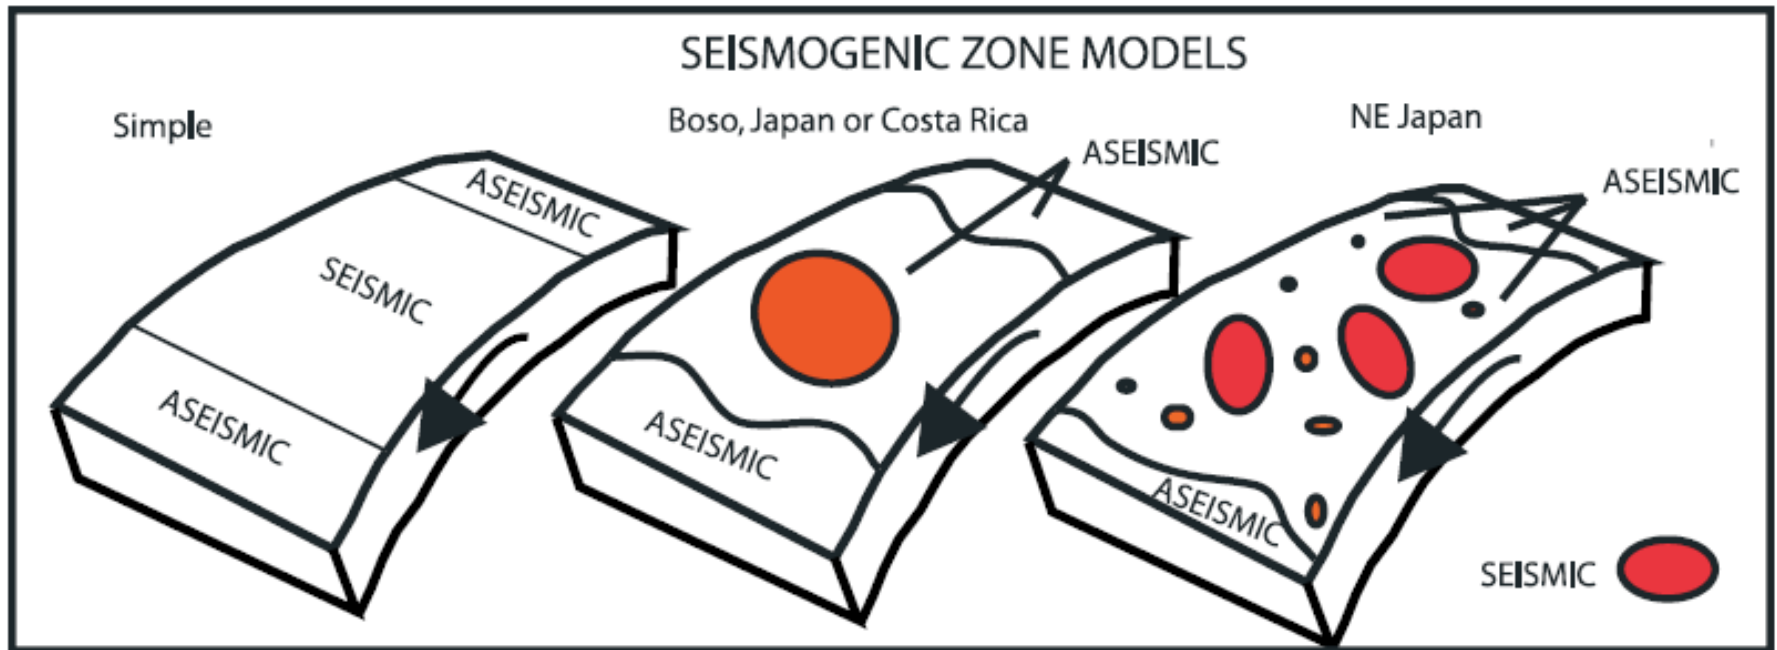 SEISMOGENIC ZONE MODELS
Simple
Boso, Japan or Costa Rica
NE Japan
ASEISMIC
SEISMIC
ASEISMIC
ASEISMIC
ASEISMIC
ASEISMIC
ASEISMIC
SEISMIC